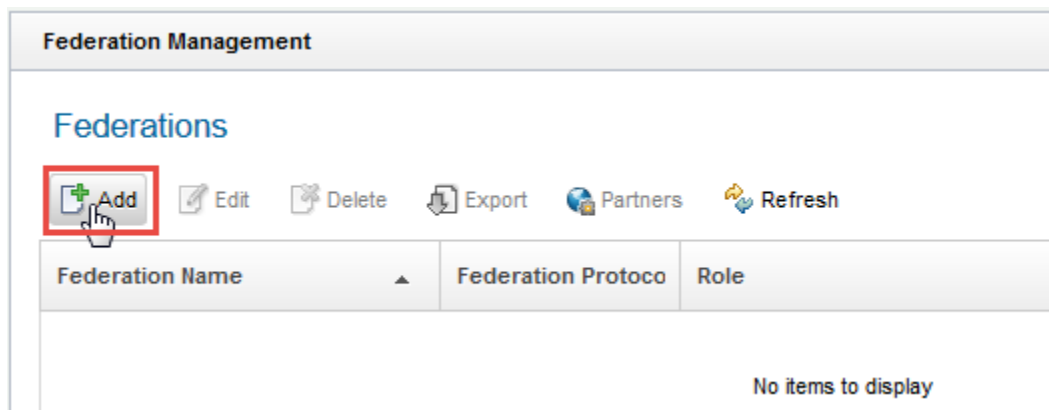 Federation Management
Federations
Add Edit Delete Export Partners Refresh
Federation Name Federation Protoco Role
No items to display